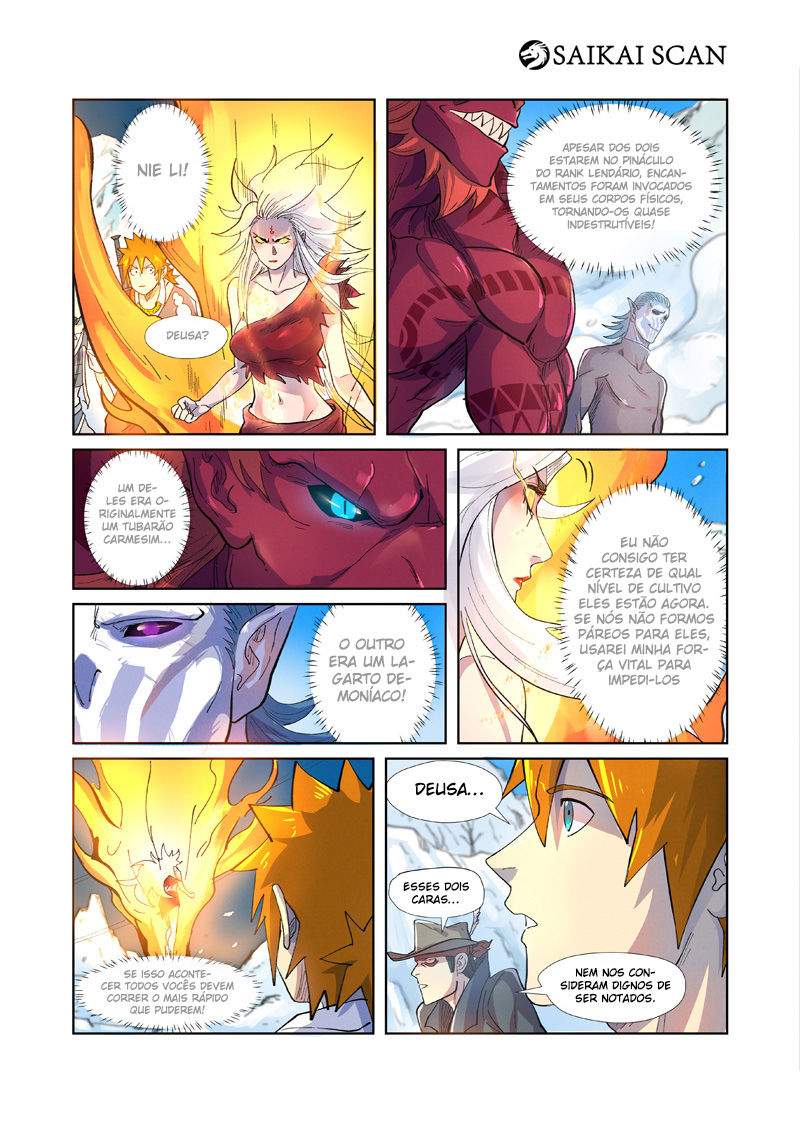 SAIKAI SCAN
NIE LI!
DEUSA?
APESAR DOS DOIS
ESTAREM NO PINÁCULO
DO RANK LENDÁRIO, ENCAN-
TAMENTOS FORAM INVOCADOS
EM SEUS CORPOS FÍSICOS,
TORNANDO-OS QUASE
INDESTRUTÍVEIS!
UM DE-
LES ERA O-
RIGINALMENTE
UM TUBARÃO
CARMESIM...
O OUTRO
ERA UM LA-
GARTO DE-
MONÍACO!
EU NÃO
CONSIGO TER
CERTEZA DE QUAL
NÍVEL DE CULTIVO
ELES ESTÃO AGORA.
SE NÓS NÃO FORMOS
PÁREOS PARA ELES,
USAREI MINHA FOR-
ÇA VITAL PARA
IMPEDI-LOS
SE ISSO ACONTE-
CER TODOS VOCÊS DEVEM
CORRER O MAIS RÁPIDO
QUE PUDEREM!
DEUSA...
ESSES DOIS
CARAS...
NEM NOS CON-
SIDERAM DIGNOS DE
SER NOTADOS.